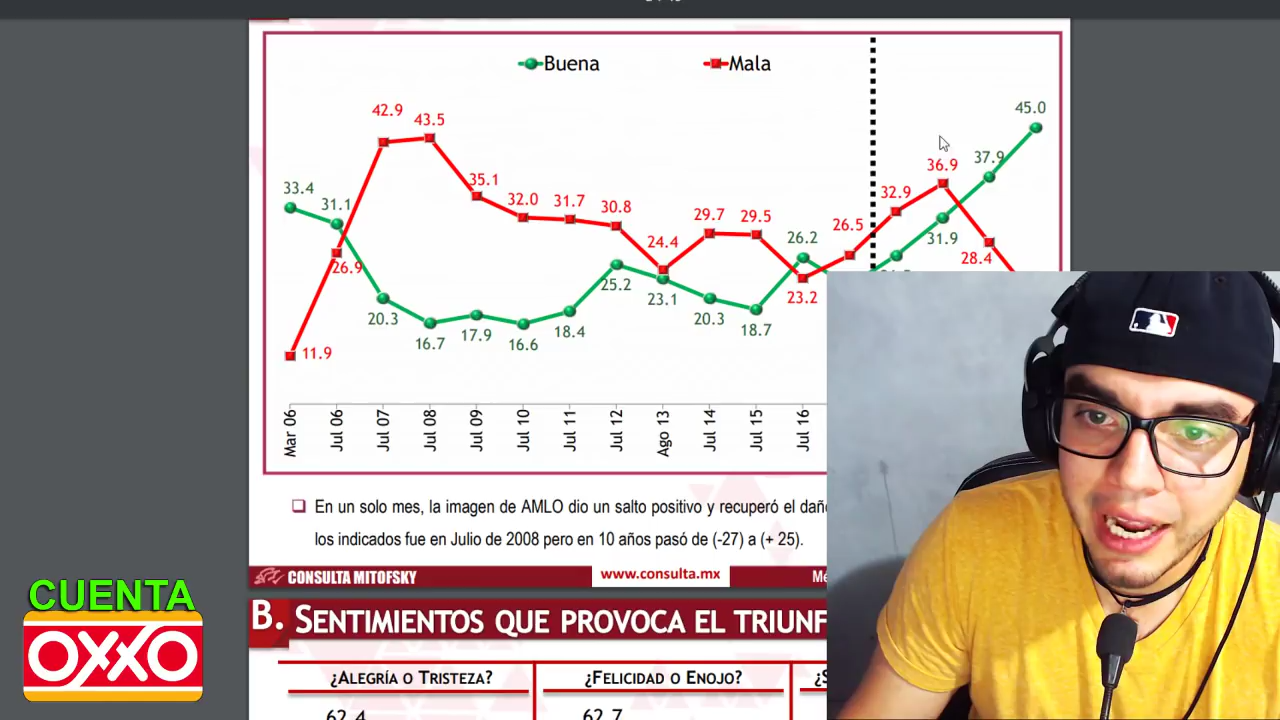 Buena
Mala
45.0
42.9
43.5
37.9
36.9
33.4
31.1
35.1
32.9
32.0
31.7
30.8
29.7
29.5
26.5
26.2
24.4
31.9
28.4
26.9
25.2
23.1
20.3
23.2
20.3
18.7
18.4
17.9
16.7
16.6
11.9
Mar 06
Jul 06
Jul 07
Jul 08
Jul 09
Jul 10
Jul 11
Jul 12
Ago 13
Jul 14
Jul 15
Jul 16
En un solo mes, la imagen de AMLO dio un salto positivo y recuperó el
los indicados fue en Julio de 2008 pero en 10 años pasó de (-27) a (+ 25).
CONSULTA MITOFSKY
www.consulta.mx
B. SENTIMIENTOS QUE PROVOCA EL
¿ALEGRÍA O TRISTEZA?
¿FELICIDAD O ENOJO?
62.4
62.7
CUENTA
OXXO